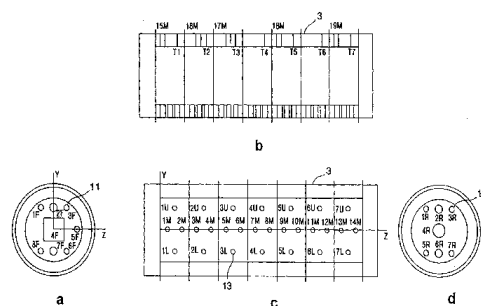 3
15M 16M 17M 18M 19M
T1 T2 T3 T4 T5 T6 T7
b
Y
11
1F 2F 3F
4F 5F
Z
8F 7F 6F
a
Y
3
1U 2U 3U 4U 5U 6U 7U
1M 2M 3M 4M 5M 6M 7M 8M 9M 10M 11M 12M 13M 14M
Z
1L 2L 3L 4L 5L 6L 7L
13
c
1R 2R 3R
4R
5R 6R 7R
d